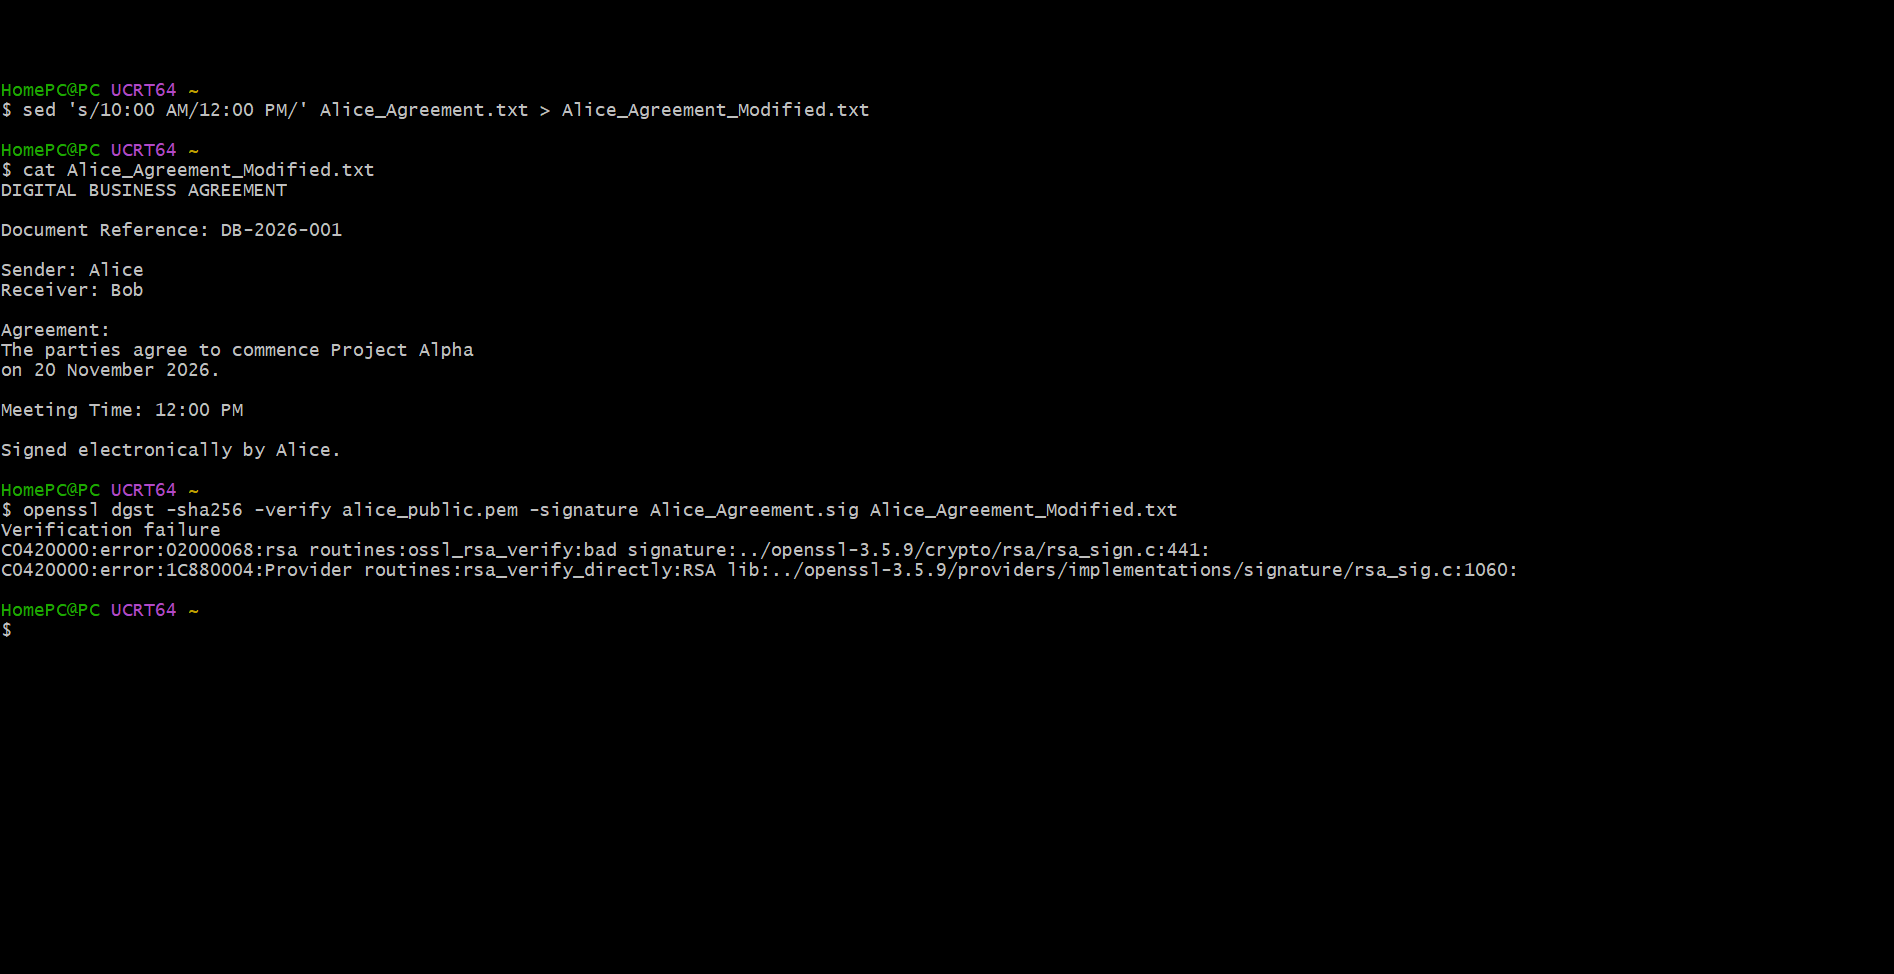 HomePC@PC UCRT64 ~
$ sed 's/10:00 AM/12:00 PM/' Alice_Agreement.txt > Alice_Agreement_Modified.txt
HomePC@PC UCRT64 ~
$ cat Alice_Agreement_Modified.txt
DIGITAL BUSINESS AGREEMENT
Document Reference: DB-2026-001
Sender: Alice
Receiver: Bob
Agreement:
The parties agree to commence Project Alpha
on 20 November 2026.
Meeting Time: 12:00 PM
Signed electronically by Alice.
HomePC@PC UCRT64 ~
$ openssl dgst -sha256 -verify alice_public.pem -signature Alice_Agreement.sig Alice_Agreement_Modified.txt
Verification failure
C0420000:error:02000068:rsa routines:ossl_rsa_verify:bad signature:../openssl-3.5.9/crypto/rsa/rsa_sign.c:441:
C0420000:error:1C880004:Provider routines:rsa_verify_directly:RSA lib:../openssl-3.5.9/providers/implementations/signature/rsa_sig.c:1060:
HomePC@PC UCRT64 ~
$